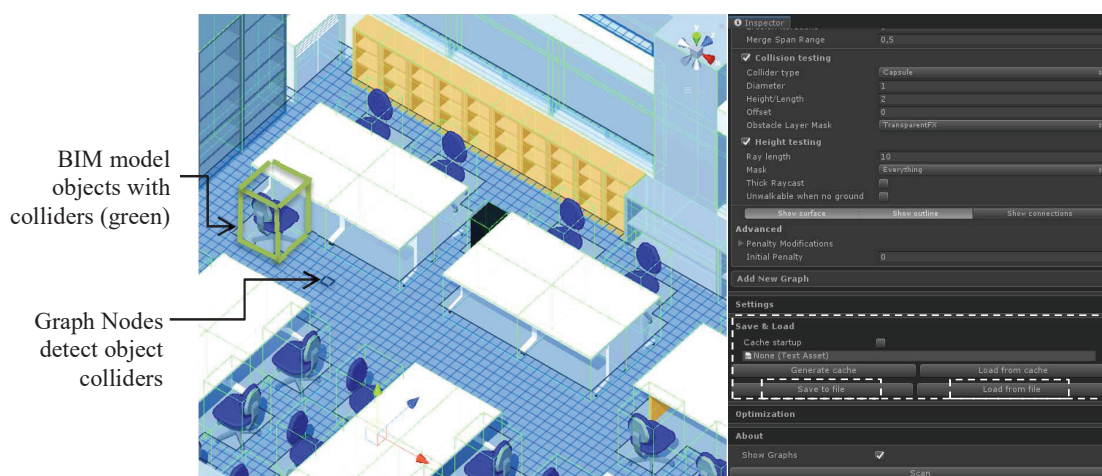 BIM model
objects with
colliders (green)
Graph Nodes
detect object
colliders
Inspector
Merge Span Range 0,5
Collision testing
Collider type Capsule
Diameter 1
Height/Length 2
Offset 0
Obstacle Layer Mask TransparentFX
Height testing
Ray length 10
Mask Everything
Thick Raycast
Unwalkable when no ground
Show surface Show outline Show connections
Advanced
Penalty Modifications
Initial Penalty 0
Add New Graph
Settings
Save & Load
Cache startup
None (Text Asset)
Generate cache Load from cache
Save to file Load from file
Optimization
About
Show Graphs
Scan